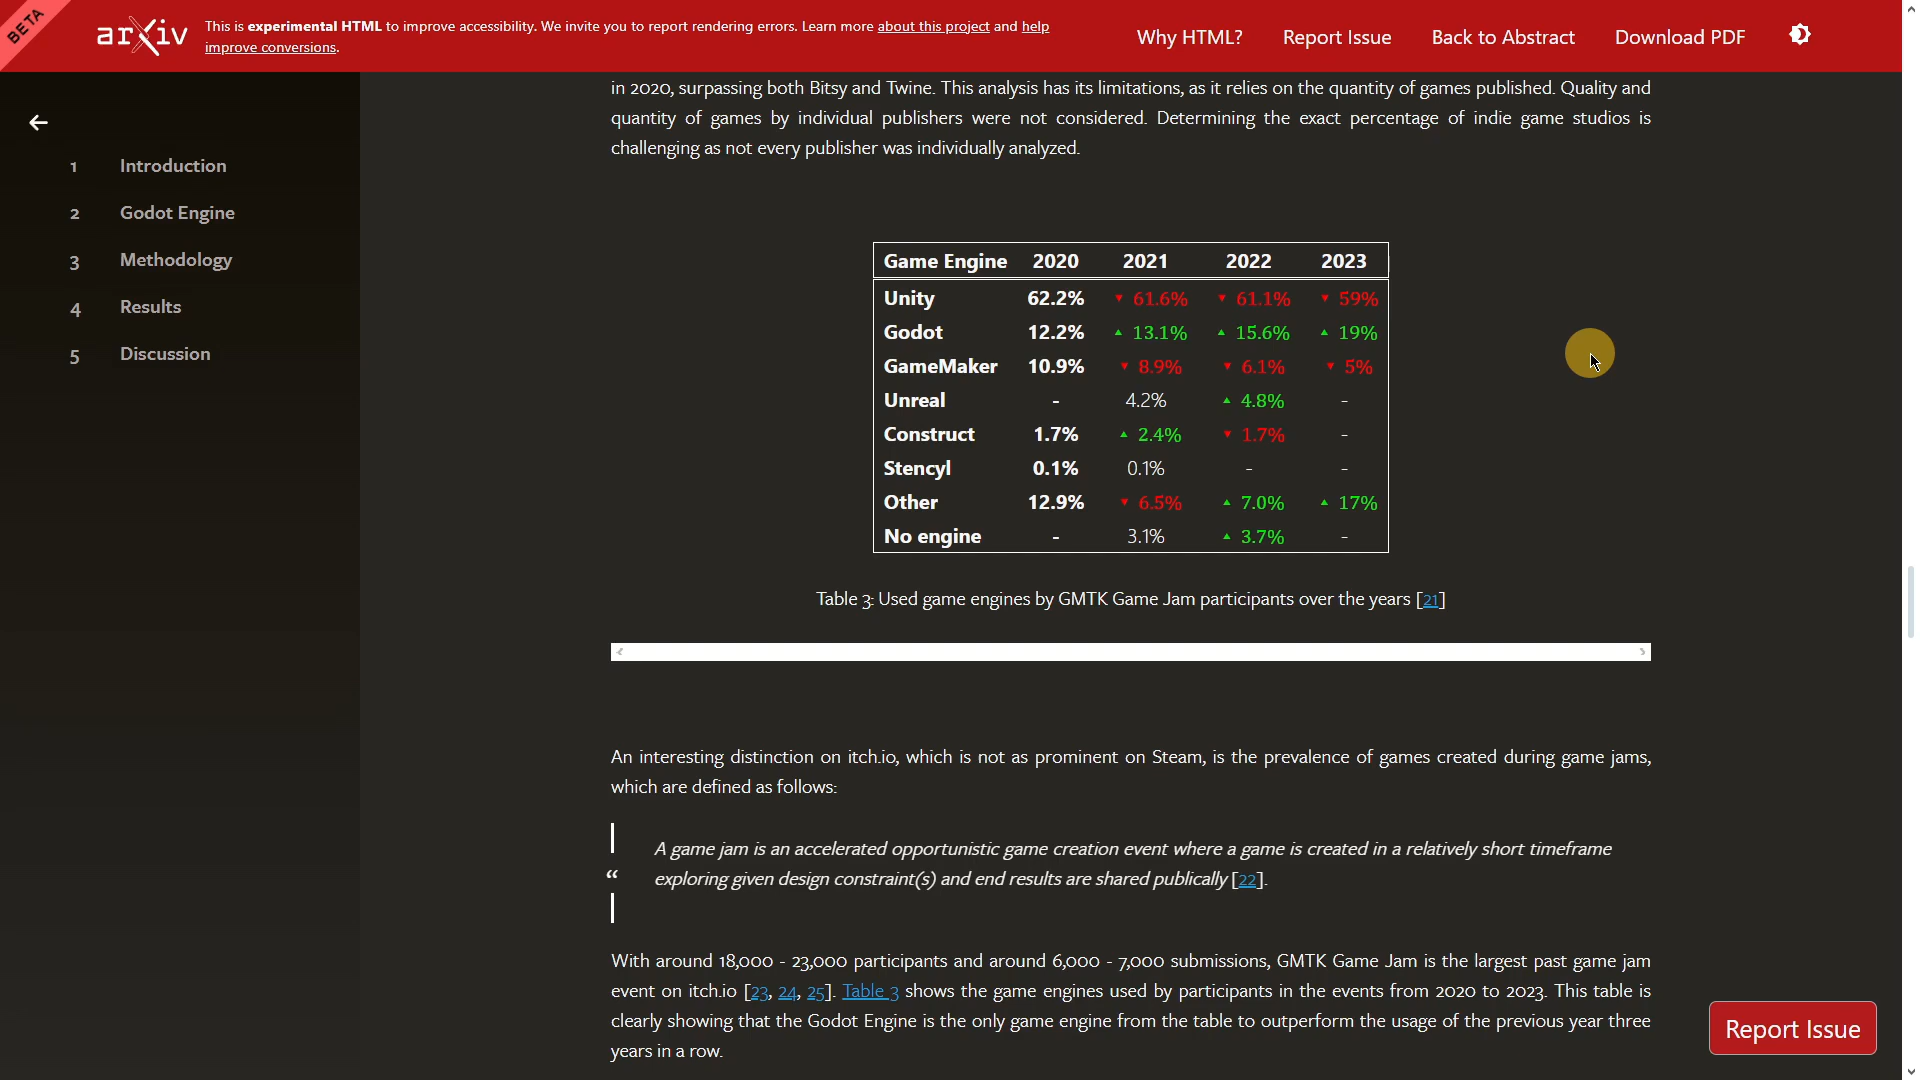 BETA
arXiv
This is experimental HTML to improve accessibility. We invite you to report rendering errors. Learn more about this project and help
improve conversions.
Why HTML? Report Issue Back to Abstract Download PDF
1 Introduction
2 Godot Engine
3 Methodology
4 Results
5 Discussion
in 2020, surpassing both Bitsy and Twine. This analysis has its limitations, as it relies on the quantity of games published. Quality and
quantity of games by individual publishers were not considered. Determining the exact percentage of indie game studios is
challenging as not every publisher was individually analyzed.
Game Engine 2020 2021 2022 2023
Unity 62.2% ▼ 61.6% ▼ 61.1% ▼ 59%
Godot 12.2% ▲ 13.1% ▲ 15.6% ▲ 19%
GameMaker 10.9% ▼ 8.9% ▼ 6.1% ▼ 5%
Unreal - 4.2% ▲ 4.8% -
Construct 1.7% ▲ 2.4% ▼ 1.7% -
Stencyl 0.1% 0.1% - -
Other 12.9% ▼ 6.5% ▲ 7.0% ▲ 17%
No engine - 3.1% ▲ 3.7% -
Table 3: Used game engines by GMTK Game Jam participants over the years [21]
An interesting distinction on itch.io, which is not as prominent on Steam, is the prevalence of games created during game jams,
which are defined as follows:
“
A game jam is an accelerated opportunistic game creation event where a game is created in a relatively short timeframe
exploring given design constraint(s) and end results are shared publically [22].
With around 18,000 - 23,000 participants and around 6,000 - 7,000 submissions, GMTK Game Jam is the largest past game jam
event on itch.io [23, 24, 25]. Table 3 shows the game engines used by participants in the events from 2020 to 2023. This table is
clearly showing that the Godot Engine is the only game engine from the table to outperform the usage of the previous year three
years in a row.
Report Issue